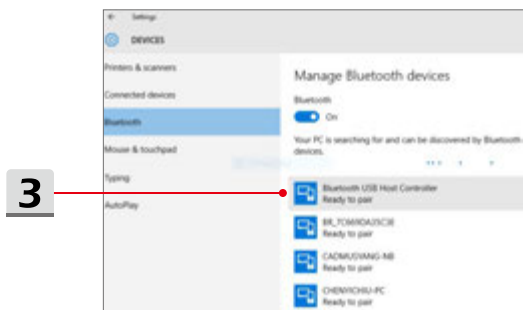 Settings
DEVICES
Printers & scanners
Connected devices
Bluetooth
Mouse & touchpad
Typing
AutoPlay
Manage Bluetooth devices
Bluetooth
On
Your PC is searching for and can be discovered by Bluetooth
devices.
3
Bluetooth USB Host Controller
Ready to pair
Ready to pair
CADMUSVANG-NB
Ready to pair
CHENYICHIU-PC
Ready to pair